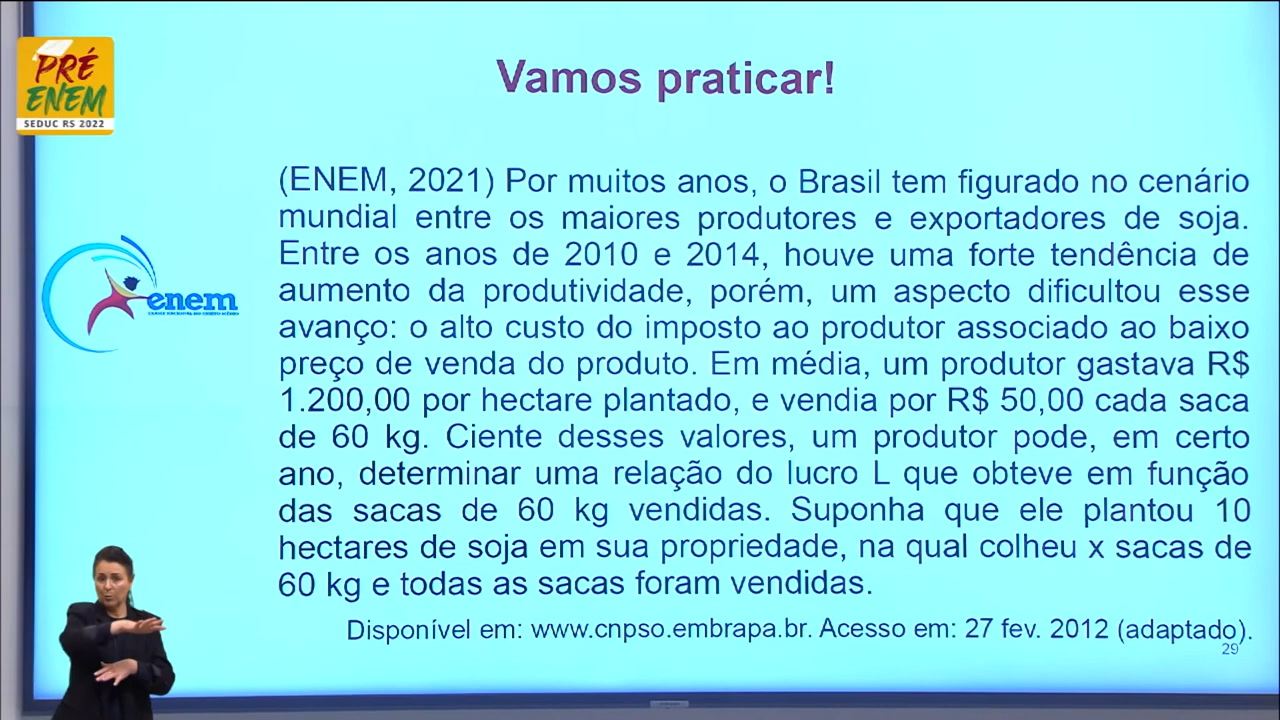 PRÉ
ENEM
SEDUC RS 2022
Vamos praticar!
(ENEM, 2021) Por muitos anos, o Brasil tem figurado no cenário
mundial entre os maiores produtores e exportadores de soja.
Entre os anos de 2010 e 2014, houve uma forte tendência de
aumento da produtividade, porém, um aspecto dificultou esse
avanço: o alto custo do imposto ao produtor associado ao baixo
preço de venda do produto. Em média, um produtor gastava R$
1.200,00 por hectare plantado, e vendia por R$ 50,00 cada saca
de 60 kg. Ciente desses valores, um produtor pode, em certo
ano, determinar uma relação do lucro L que obteve em função
das sacas de 60 kg vendidas. Suponha que ele plantou 10
hectares de soja em sua propriedade, na qual colheu x sacas de
60 kg e todas as sacas foram vendidas.
Disponível em: www.cnpso.embrapa.br. Acesso em: 27 fev. 2012 (adaptado).
29
enem